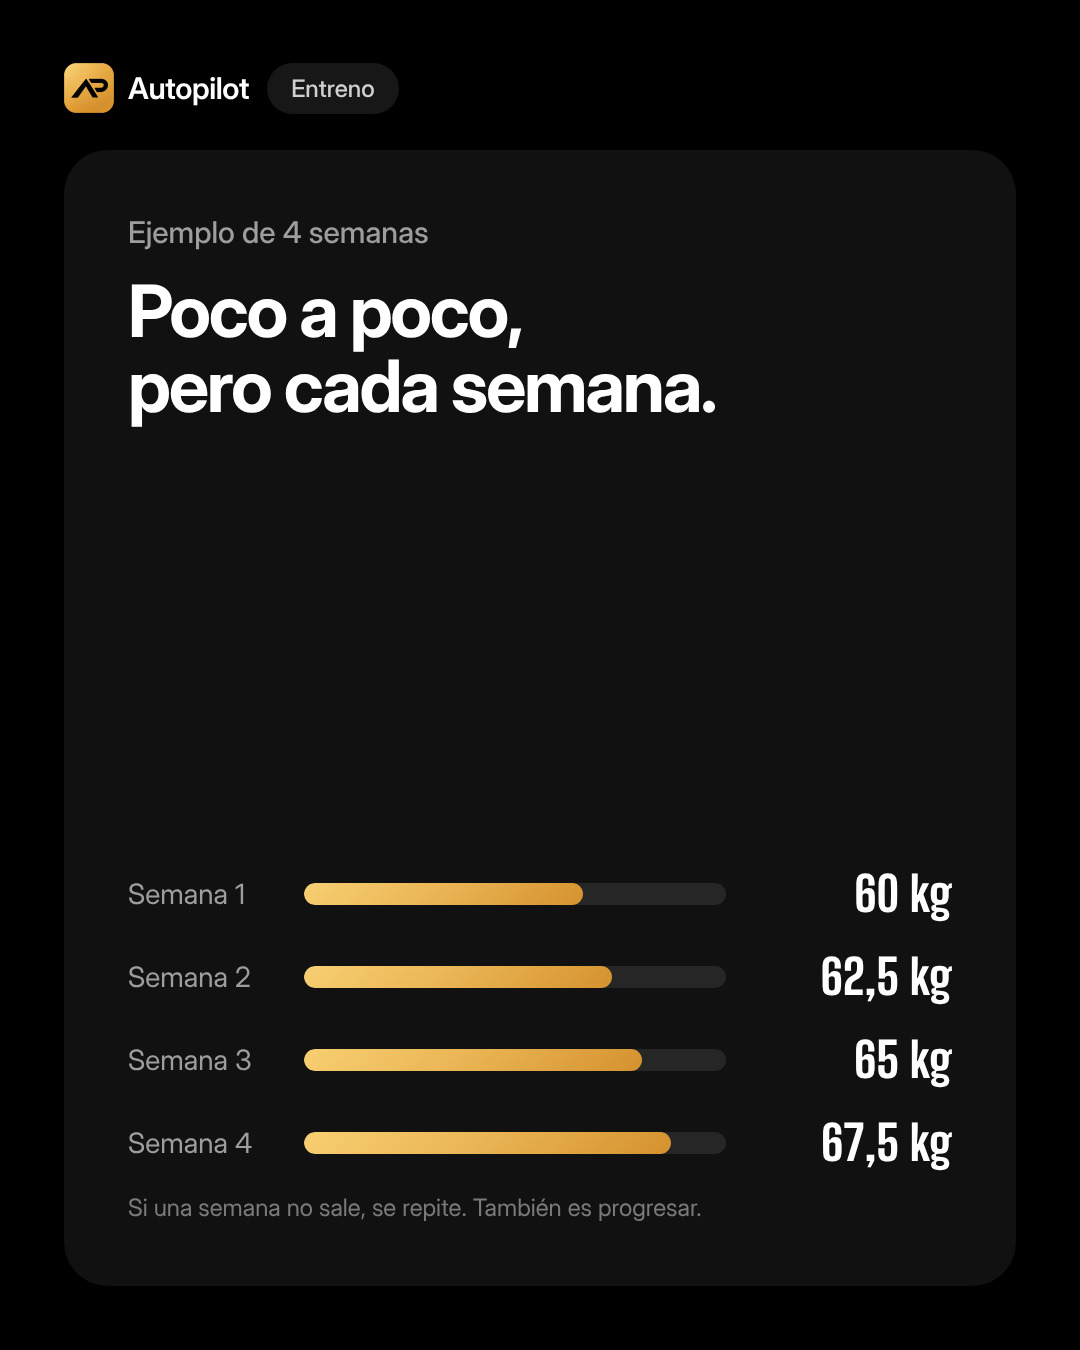 AP
Autopilot
Entreno
Ejemplo de 4 semanas
Poco a poco,
pero cada semana.
Semana 1 60 kg
Semana 2 62,5 kg
Semana 3 65 kg
Semana 4 67,5 kg
Si una semana no sale, se repite. También es progresar.